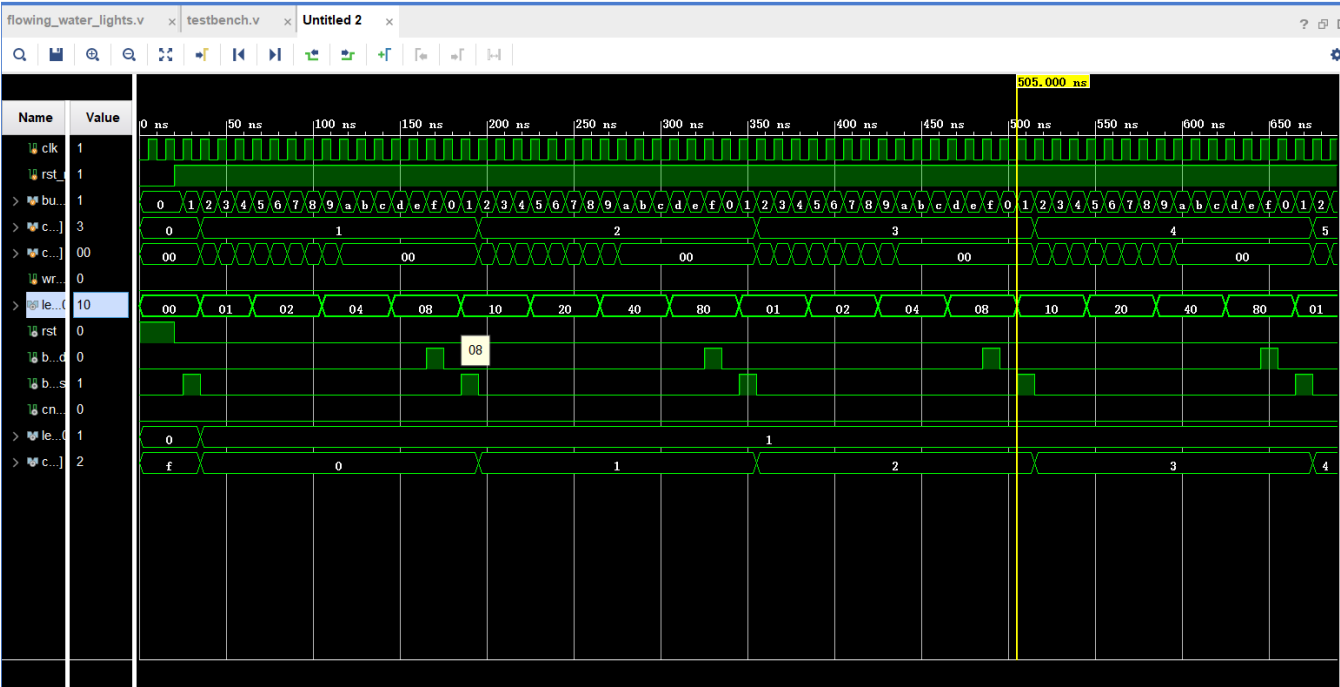 flowing_water_lights.v × testbench.v × Untitled 2 ×
?
505.000 ns
Name Value
0 ns 50 ns 100 ns 150 ns 200 ns 250 ns 300 ns 350 ns 400 ns 450 ns 500 ns 550 ns 600 ns 650 ns
clk 1
rst_ 1
bu... 1 0 1 2 3 4 5 6 7 8 9 a b c d e f 0 1 2 3 4 5 6 7 8 9 a b c d e f 0 1 2 3 4 5 6 7 8 9 a b c d e f 0 1 2 3 4 5 6 7 8 9 a b c d e f 0 1 2
c...] 3 0 1 2 3 4 5
c...] 00 00 00 00 00 00
wr... 0
le...0 10 00 01 02 04 08 10 20 40 80 01 02 04 08 10 20 40 80 01
rst 0
b...d 0 08
b...s 1
cn... 0
le...0 1 0 1
c...] 2 f 0 1 2 3 4